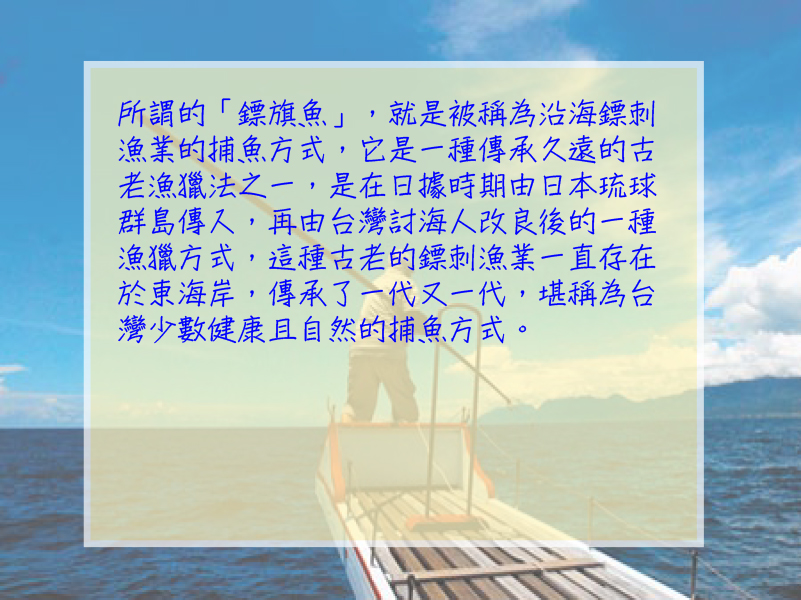 所謂的「鏢旗魚」，就是被稱為沿海鏢刺
漁業的捕魚方式，它是一種傳承久遠的古
老漁獵法之一，是在日據時期由日本琉球
群島傳入，再由台灣討海人改良後的一種
漁獵方式，這種古老的鏢刺漁業一直存在
於東海岸，傳承了一代又一代，堪稱為台
灣少數健康且自然的捕魚方式。